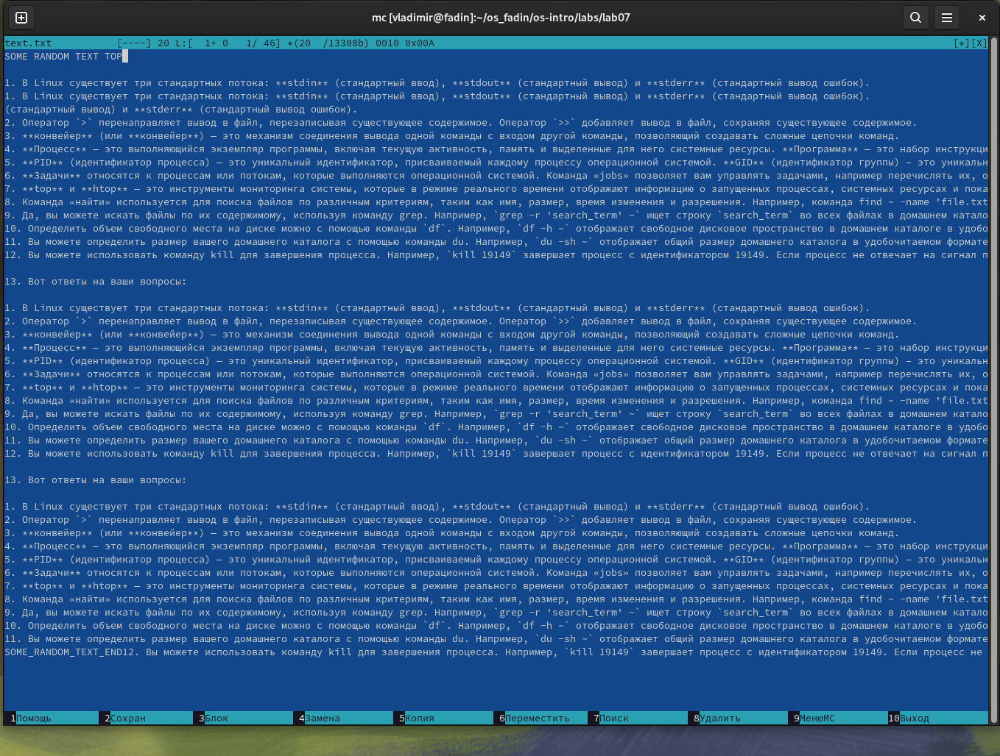 mc [vladimir@fadin]:~/os_fadin/os-intro/labs/lab07
text.txt [----] 20 L:[ 1+ 0 1/ 46] *(20 /13308b) 0010 0x00A [*][X]
SOME RANDOM TEXT TOP
1. В Linux существует три стандартных потока: **stdin** (стандартный ввод), **stdout** (стандартный вывод) и **stderr** (стандартный вывод ошибок).
1. В Linux существует три стандартных потока: **stdin** (стандартный ввод), **stdout** (стандартный вывод) и **stderr** (стандартный вывод ошибок).
(стандартный вывод) и **stderr** (стандартный вывод ошибок).
2. Оператор `>` перенаправляет вывод в файл, перезаписывая существующее содержимое. Оператор `>>` добавляет вывод в файл, сохраняя существующее содержимое.
3. **конвейер** (или **конвейер**) — это механизм соединения вывода одной команды с входом другой команды, позволяющий создавать сложные цепочки команд.
4. **Процесс** — это выполняющийся экземпляр программы, включая текущую активность, память и выделенные для него системные ресурсы. **Программа** — это набор инструкци
5. **PID** (идентификатор процесса) — это уникальный идентификатор, присваиваемый каждому процессу операционной системой. **GID** (идентификатор группы) – это уникальн
6. **Задачи** относятся к процессам или потокам, которые выполняются операционной системой. Команда «jobs» позволяет вам управлять задачами, например перечислять их, о
7. **top** и **htop** — это инструменты мониторинга системы, которые в режиме реального времени отображают информацию о запущенных процессах, системных ресурсах и пока
8. Команда «найти» используется для поиска файлов по различным критериям, таким как имя, размер, время изменения и разрешения. Например, команда find ~ -name 'file.txt
9. Да, вы можете искать файлы по их содержимому, используя команду grep. Например, `grep -r 'search_term' ~` ищет строку `search_term` во всех файлах в домашнем катало
10. Определить объем свободного места на диске можно с помощью команды `df`. Например, `df -h ~` отображает свободное дисковое пространство в домашнем каталоге в удобо
11. Вы можете определить размер вашего домашнего каталога с помощью команды du. Например, `du -sh ~` отображает общий размер домашнего каталога в удобочитаемом формате
12. Вы можете использовать команду kill для завершения процесса. Например, `kill 19149` завершает процесс с идентификатором 19149. Если процесс не отвечает на сигнал п
13. Вот ответы на ваши вопросы:
1. В Linux существует три стандартных потока: **stdin** (стандартный ввод), **stdout** (стандартный вывод) и **stderr** (стандартный вывод ошибок).
2. Оператор `>` перенаправляет вывод в файл, перезаписывая существующее содержимое. Оператор `>>` добавляет вывод в файл, сохраняя существующее содержимое.
3. **конвейер** (или **конвейер**) — это механизм соединения вывода одной команды с входом другой команды, позволяющий создавать сложные цепочки команд.
4. **Процесс** — это выполняющийся экземпляр программы, включая текущую активность, память и выделенные для него системные ресурсы. **Программа** — это набор инструкци
5. **PID** (идентификатор процесса) — это уникальный идентификатор, присваиваемый каждому процессу операционной системой. **GID** (идентификатор группы) – это уникальн
6. **Задачи** относятся к процессам или потокам, которые выполняются операционной системой. Команда «jobs» позволяет вам управлять задачами, например перечислять их, о
7. **top** и **htop** — это инструменты мониторинга системы, которые в режиме реального времени отображают информацию о запущенных процессах, системных ресурсах и пока
8. Команда «найти» используется для поиска файлов по различным критериям, таким как имя, размер, время изменения и разрешения. Например, команда find ~ -name 'file.txt
9. Да, вы можете искать файлы по их содержимому, используя команду grep. Например, `grep -r 'search_term' ~` ищет строку `search_term` во всех файлах в домашнем катало
10. Определить объем свободного места на диске можно с помощью команды `df`. Например, `df -h ~` отображает свободное дисковое пространство в домашнем каталоге в удобо
11. Вы можете определить размер вашего домашнего каталога с помощью команды du. Например, `du -sh ~` отображает общий размер домашнего каталога в удобочитаемом формате
12. Вы можете использовать команду kill для завершения процесса. Например, `kill 19149` завершает процесс с идентификатором 19149. Если процесс не отвечает на сигнал п
13. Вот ответы на ваши вопросы:
1. В Linux существует три стандартных потока: **stdin** (стандартный ввод), **stdout** (стандартный вывод) и **stderr** (стандартный вывод ошибок).
2. Оператор `>` перенаправляет вывод в файл, перезаписывая существующее содержимое. Оператор `>>` добавляет вывод в файл, сохраняя существующее содержимое.
3. **конвейер** (или **конвейер**) — это механизм соединения вывода одной команды с входом другой команды, позволяющий создавать сложные цепочки команд.
4. **Процесс** — это выполняющийся экземпляр программы, включая текущую активность, память и выделенные для него системные ресурсы. **Программа** — это набор инструкци
5. **PID** (идентификатор процесса) — это уникальный идентификатор, присваиваемый каждому процессу операционной системой. **GID** (идентификатор группы) – это уникальн
6. **Задачи** относятся к процессам или потокам, которые выполняются операционной системой. Команда «jobs» позволяет вам управлять задачами, например перечислять их, о
7. **top** и **htop** — это инструменты мониторинга системы, которые в режиме реального времени отображают информацию о запущенных процессах, системных ресурсах и пока
8. Команда «найти» используется для поиска файлов по различным критериям, таким как имя, размер, время изменения и разрешения. Например, команда find ~ -name 'file.txt
9. Да, вы можете искать файлы по их содержимому, используя команду grep. Например, `grep -r 'search_term' ~` ищет строку `search_term` во всех файлах в домашнем катало
10. Определить объем свободного места на диске можно с помощью команды `df`. Например, `df -h ~` отображает свободное дисковое пространство в домашнем каталоге в удобо
11. Вы можете определить размер вашего домашнего каталога с помощью команды du. Например, `du -sh ~` отображает общий размер домашнего каталога в удобочитаемом формате
SOME_RANDOM_TEXT_END12. Вы можете использовать команду kill для завершения процесса. Например, `kill 19149` завершает процесс с идентификатором 19149. Если процесс не
1Помощь 2Сохран 3Блок 4Замена 5Копия 6Переместить 7Поиск 8Удалить 9МенюMC 10Выход